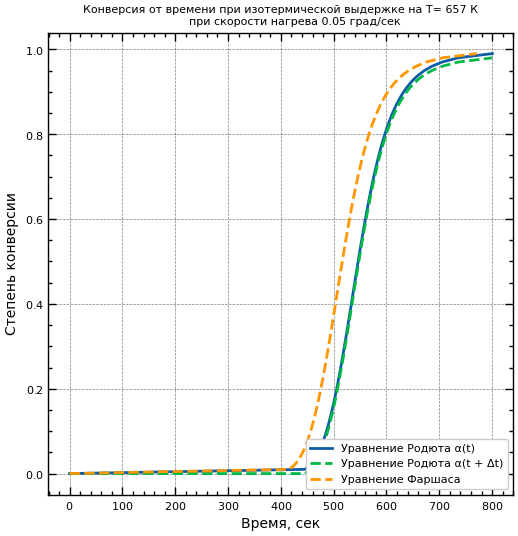 Конверсия от времени при изотермической выдержке на T= 657 K
при скорости нагрева 0.05 град/сек
Степень конверсии
1.0
0.8
0.6
0.4
0.2
0.0
Уравнение Родюта α(t)
Уравнение Родюта α(t + Δt)
Уравнение Фаршаса
0 100 200 300 400 500 600 700 800
Время, сек